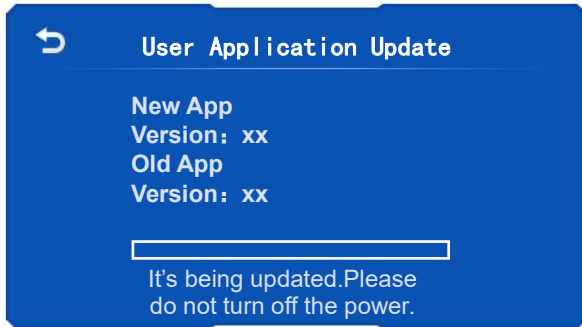 User Application Update
New App
Version：xx
Old App
Version：xx
It's being updated.Please
do not turn off the power.